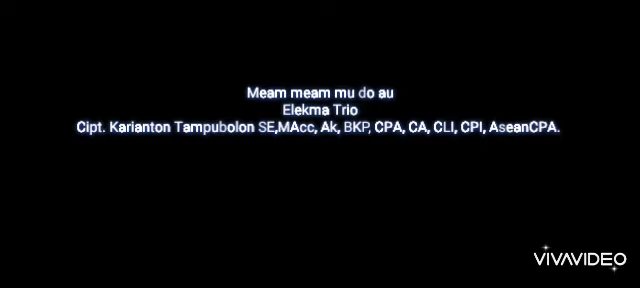 Meam meam mu do au
Elekma Trio
Cipt. Karianton Tampubolon SE,MAcc, Ak, BKP, CPA, CA, CLI, CPI, AseanCPA.
VIVAVIDEO